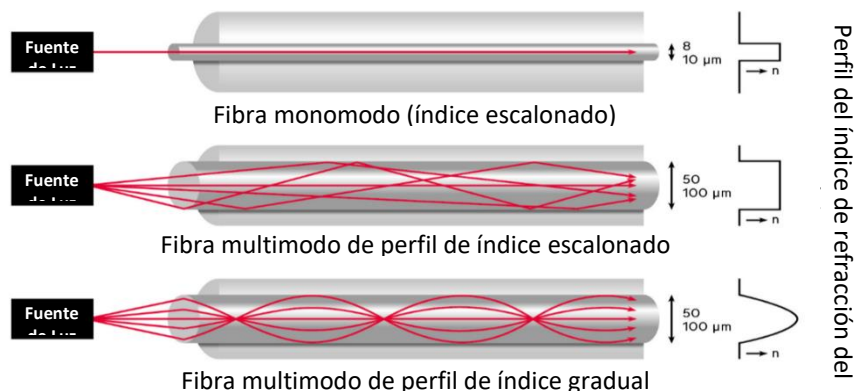 Fuente
8
10 µm
n
Fibra monomodo (índice escalonado)
Fuente
50
100 µm
n
Fibra multimodo de perfil de índice escalonado
Fuente
50
100 µm
n
Fibra multimodo de perfil de índice gradual
Perfil del índice de refracción del